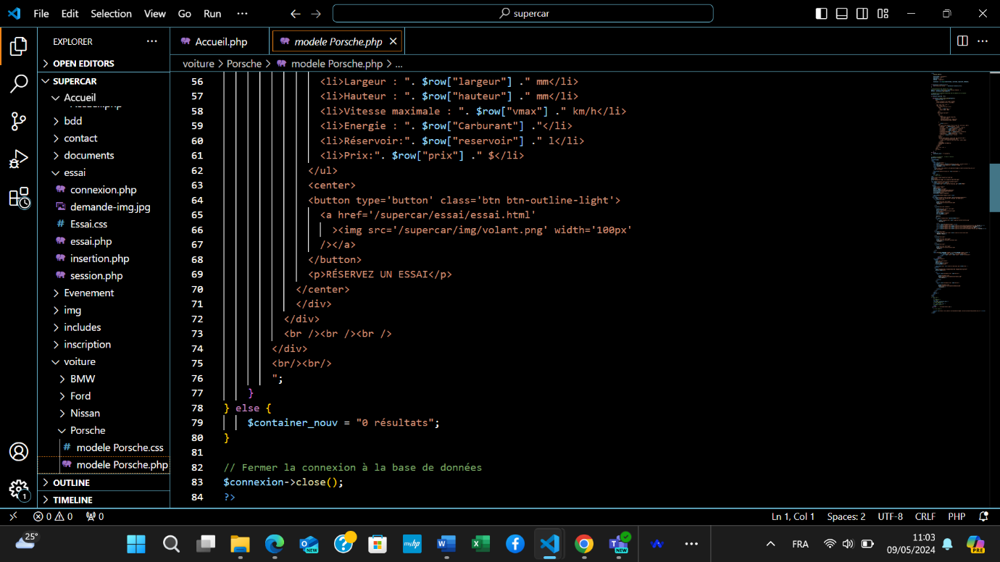 File Edit Selection View Go Run ···
supercar
EXPLORER ···
OPEN EDITORS
SUPERCAR
Accueil
bdd
contact
documents
essai
connexion.php
demande-img.jpg
# Essai.css
essai.php
insertion.php
session.php
Evenement
img
includes
inscription
voiture
BMW
Ford
Nissan
Porsche
# modele Porsche.css
modele Porsche.php
OUTLINE
TIMELINE
Accueil.php
modele Porsche.php
voiture > Porsche > modele Porsche.php > ...
56 <li>Largeur : ". $row["largeur"] ." mm</li>
57 <li>Hauteur : ". $row["hauteur"] ." mm</li>
58 <li>Vitesse maximale : ". $row["vmax"] ." km/h</li>
59 <li>Energie : ". $row["Carburant"] ."</li>
60 <li>Réservoir:". $row["reservoir"] ." l</li>
61 <li>Prix:". $row["prix"] ." $</li>
62 </ul>
63 <center>
64 <button type='button' class='btn btn-outline-light'>
65 <a href='/supercar/essai/essai.html'
66 ><img src='/supercar/img/volant.png' width='100px'
67 /></a>
68 </button>
69 <p>RÉSERVEZ UN ESSAI</p>
70 </center>
71 </div>
72 </div>
73 <br /><br /><br />
74 </div>
75 <br/><br/>
76 ";
77 }
78 } else {
79 $container_nouv = "0 résultats";
80 }
81
82 // Fermer la connexion à la base de données
83 $connexion->close();
84 ?>
0 0 0
Ln 1, Col 1 Spaces: 2 UTF-8 CRLF PHP
25°
NEW
myhp
NEW
FRA
11:03
09/05/2024
PRE